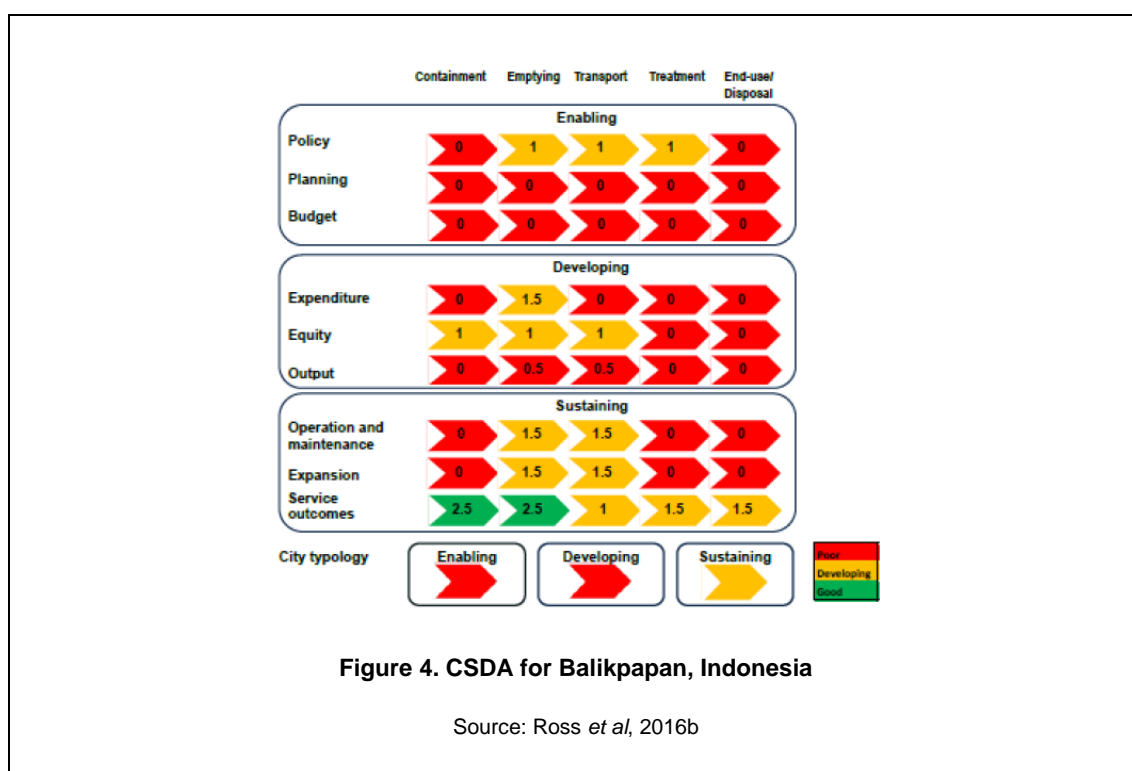 Containment Emptying Transport Treatment End-use/
Disposal
Enabling
Policy 0 1 1 1 0
Planning 0 0 0 0 0
Budget 0 0 0 0 0
Developing
Expenditure 0 1.5 0 0 0
Equity 1 1 1 0 0
Output 0 0.5 0.5 0 0
Sustaining
Operation and
maintenance 0 1.5 1.5 0 0
Expansion 0 1.5 1.5 0 0
Service
outcomes 2.5 2.5 1 1.5 1.5
City typology Enabling Developing Sustaining
Poor
Developing
Good
Figure 4. CSDA for Balikpapan, Indonesia
Source: Ross et al, 2016b